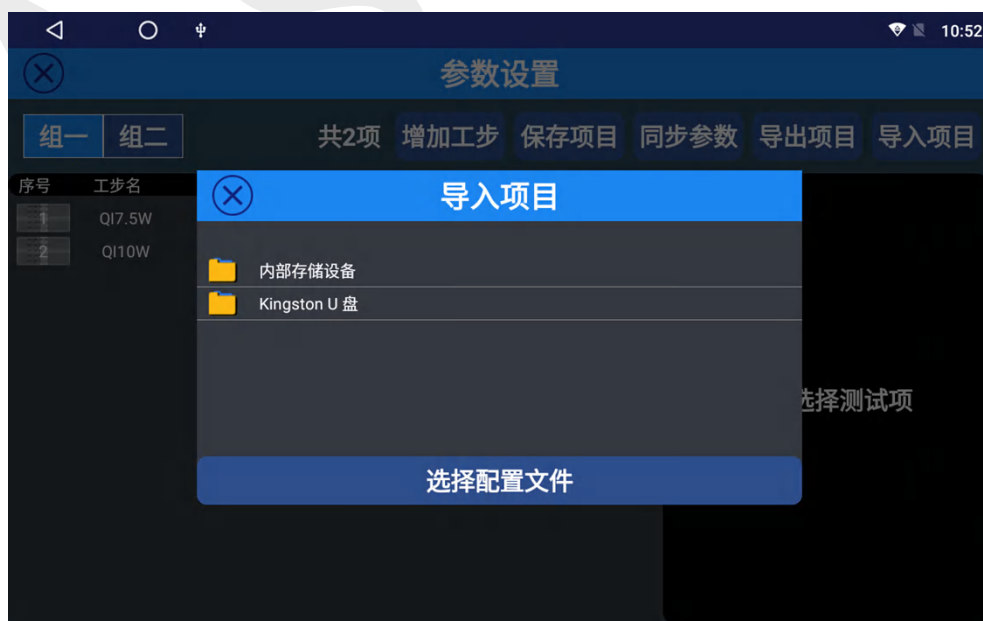 10:52
参数设置
组一 组二 共2项 增加工步 保存项目 同步参数 导出项目 导入项目
序号 工步名
导入项目
1 QI7.5W
2 QI10W
内部存储设备
Kingston U 盘
选择测试项
选择配置文件